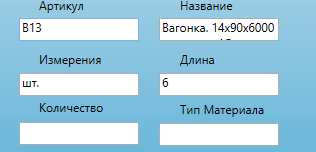 Артикул
Название
В13
Вагонка. 14х90х6000
Измерения
Длина
шт.
6
Количество
Тип Материала